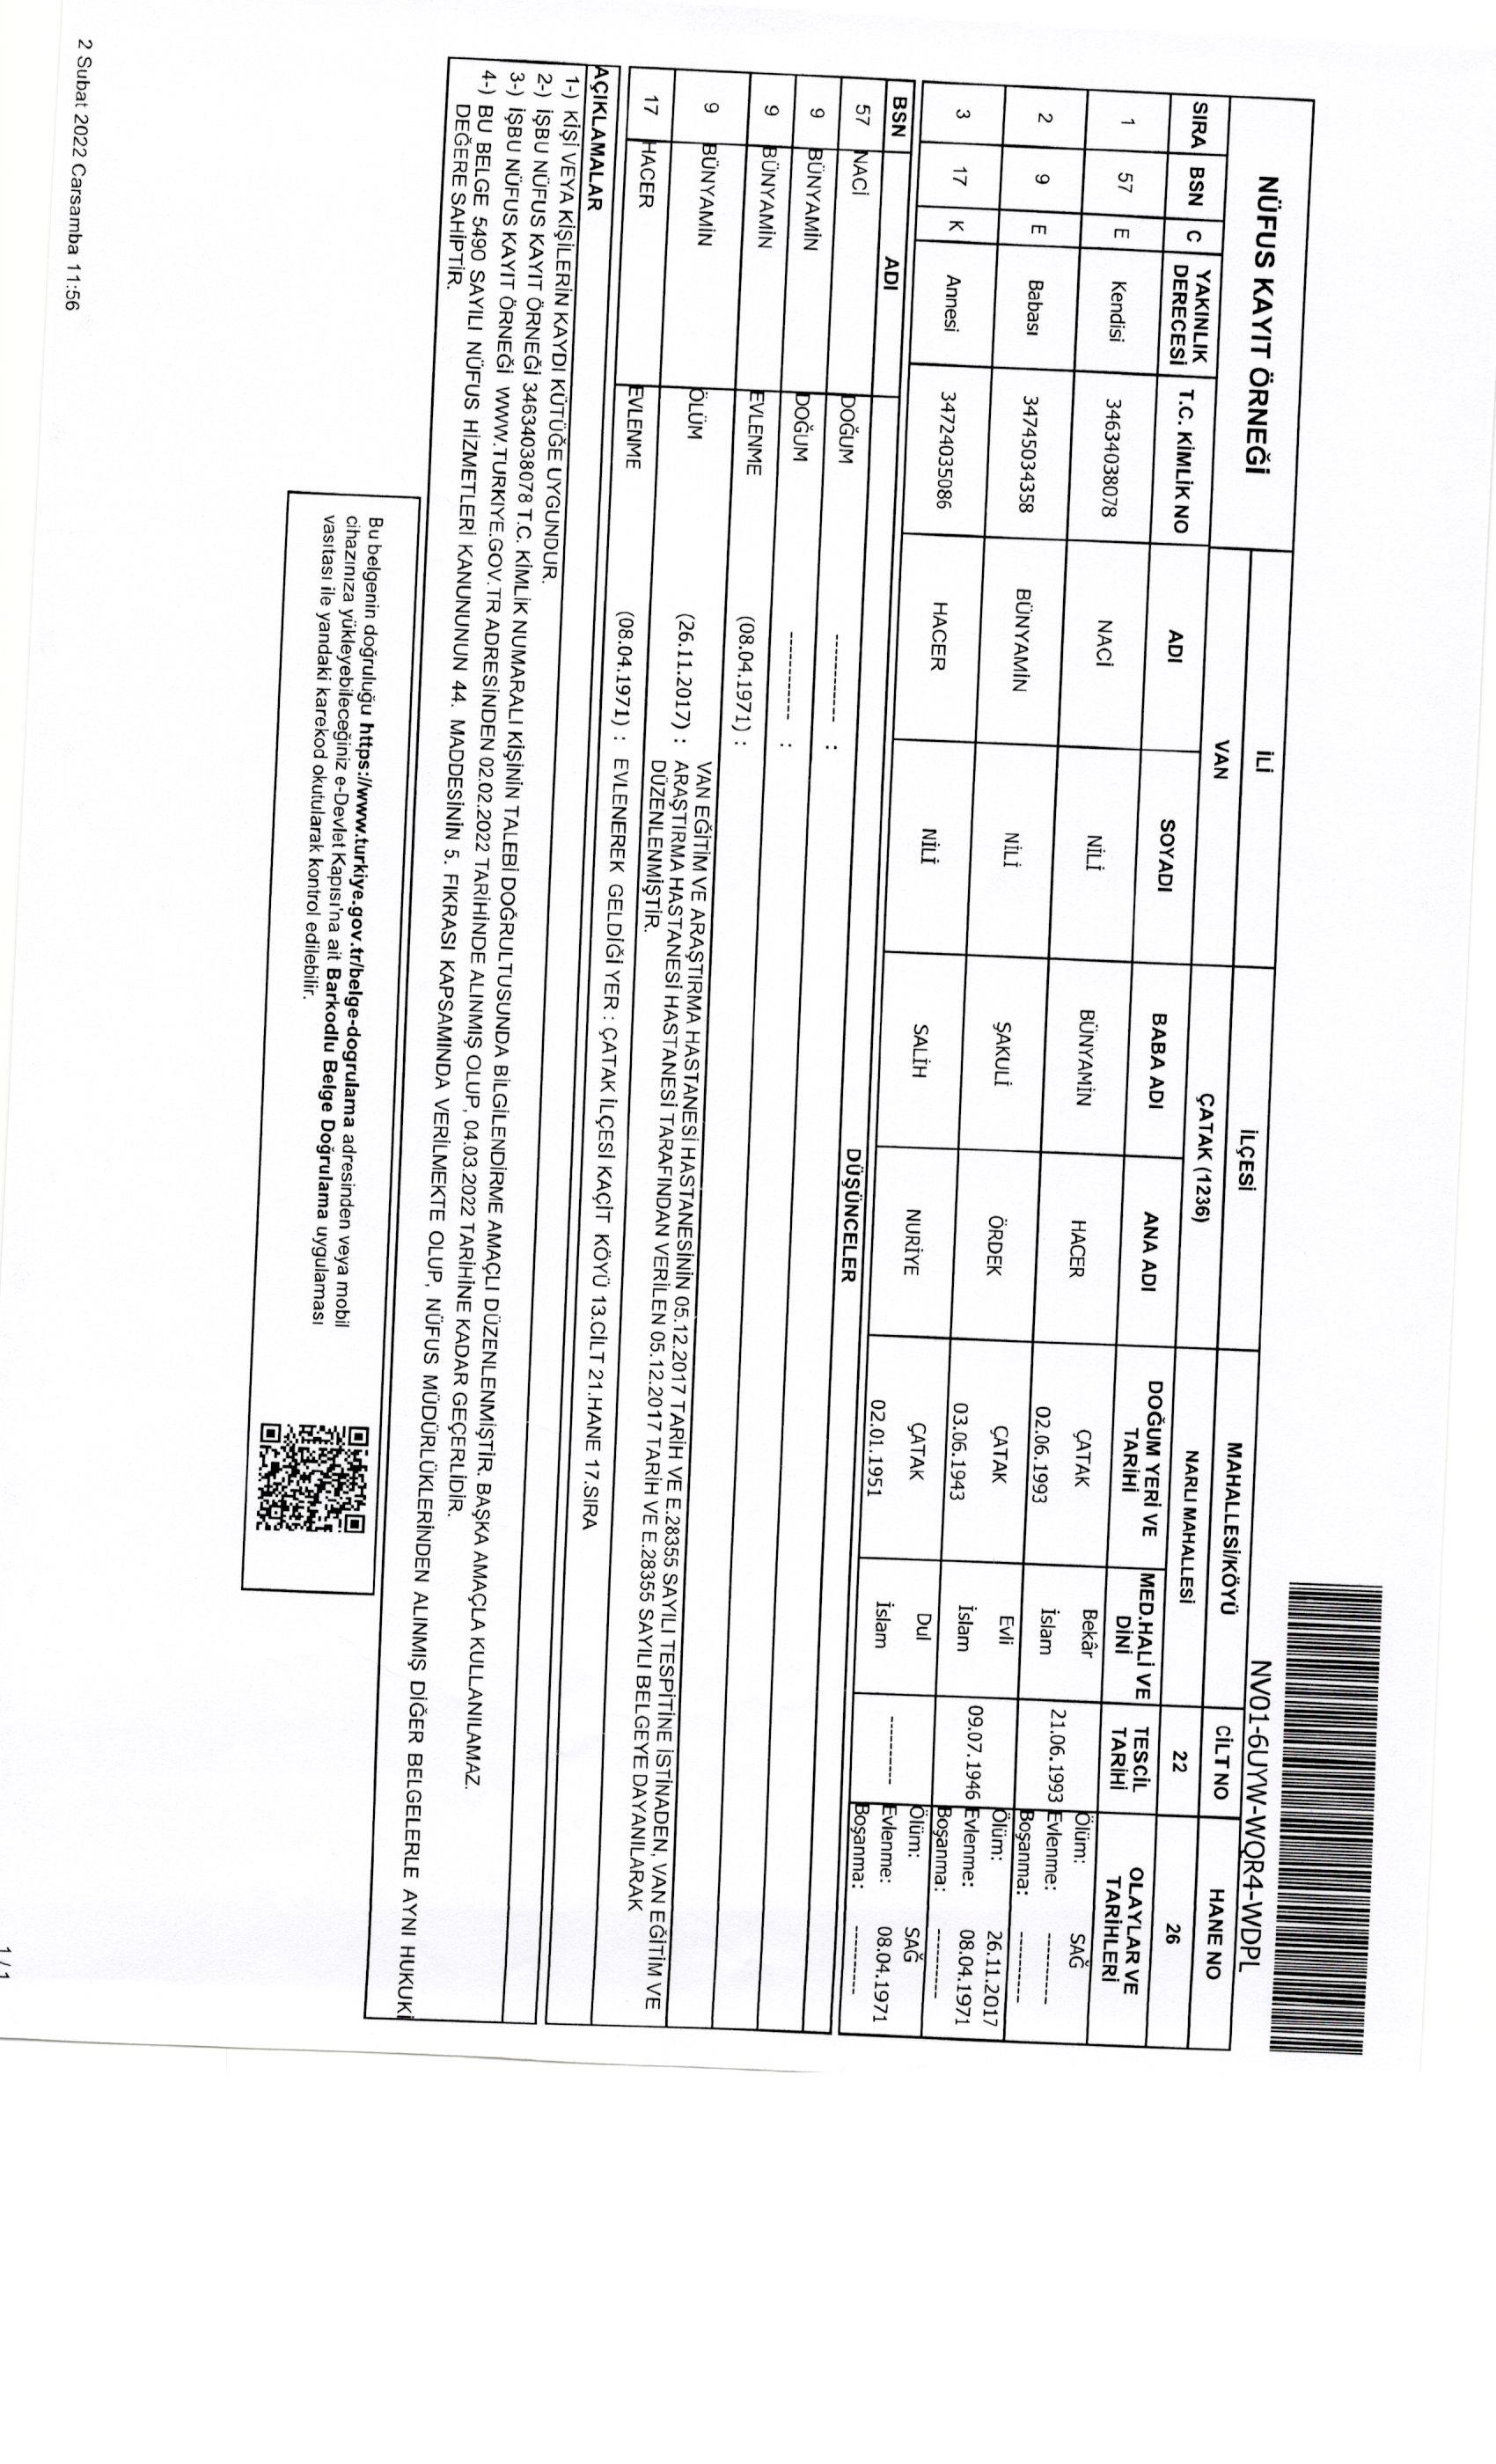 NV01-6UYW-WQR4-WDPL
NÜFUS KAYIT ÖRNEĞİ
İLİ İLÇESİ MAHALLESİ/KÖYÜ CİLT NO HANE NO
VAN ÇATAK (1236) NARLI MAHALLESİ 22 26
SIRA BSN C YAKINLIK DERECESİ T.C. KİMLİK NO ADI SOYADI BABA ADI ANA ADI DOĞUM YERİ VE TARİHİ MED.HALİ VE DİNİ TESCİL TARİHİ OLAYLAR VE TARİHLERİ
1 57 E Kendisi 34634038078 NACİ NİLİ BÜNYAMİN HACER ÇATAK 02.06.1993 Bekâr İslam 21.06.1993 Ölüm: SAĞ Evlenme: ---------- Boşanma: ----------
2 9 E Babası 34745034358 BÜNYAMİN NİLİ ŞAKULİ ÖRDEK ÇATAK 03.06.1943 Evli İslam 09.07.1946 Ölüm: 26.11.2017 Evlenme: 08.04.1971 Boşanma: ----------
3 17 K Annesi 34724035086 HACER NİLİ SALİH NURİYE ÇATAK 02.01.1951 Dul İslam ---------- Ölüm: SAĞ Evlenme: 08.04.1971 Boşanma: ----------
BSN ADI DÜŞÜNCELER
57 NACİ DOĞUM ------------ :
9 BÜNYAMİN DOĞUM ------------ :
9 BÜNYAMİN EVLENME (08.04.1971) :
9 BÜNYAMİN ÖLÜM (26.11.2017) : VAN EĞİTİM VE ARAŞTIRMA HASTANESİ HASTANESİNİN 05.12.2017 TARİH VE E.28355 SAYILI TESPİTİNE İSTİNADEN, VAN EĞİTİM VE
ARAŞTIRMA HASTANESİ HASTANESİ TARAFINDAN VERİLEN 05.12.2017 TARİH VE E.28355 SAYILI BELGEYE DAYANILARAK
DÜZENLENMİŞTİR.
17 HACER EVLENME (08.04.1971) : EVLENEREK GELDİĞİ YER : ÇATAK İLÇESİ KAÇİT KÖYÜ 13.CİLT 21.HANE 17.SIRA
AÇIKLAMALAR
1-) KİŞİ VEYA KİŞİLERİN KAYDI KÜTÜĞE UYGUNDUR.
2-) İŞBU NÜFUS KAYIT ÖRNEĞİ 34634038078 T.C. KİMLİK NUMARALI KİŞİNİN TALEBİ DOĞRULTUSUNDA BİLGİLENDİRME AMAÇLI DÜZENLENMİŞTİR. BAŞKA AMAÇLA KULLANILAMAZ.
3-) İŞBU NÜFUS KAYIT ÖRNEĞİ WWW.TURKIYE.GOV.TR ADRESİNDEN 02.02.2022 TARİHİNDE ALINMIŞ OLUP, 04.03.2022 TARİHİNE KADAR GEÇERLİDİR.
4-) BU BELGE 5490 SAYILI NÜFUS HİZMETLERİ KANUNUNUN 44. MADDESİNİN 5. FIKRASI KAPSAMINDA VERİLMEKTE OLUP, NÜFUS MÜDÜRLÜKLERİNDEN ALINMIŞ DİĞER BELGELERLE AYNI HUKUKİ
DEĞERE SAHİPTİR.
Bu belgenin doğruluğu https://www.turkiye.gov.tr/belge-dogrulama adresinden veya mobil
cihazınıza yükleyebileceğiniz e-Devlet Kapısı'na ait Barkodlu Belge Doğrulama uygulaması
vasıtası ile yandaki karekod okutularak kontrol edilebilir.
2 Subat 2022 Carsamba 11:56
1 / 1